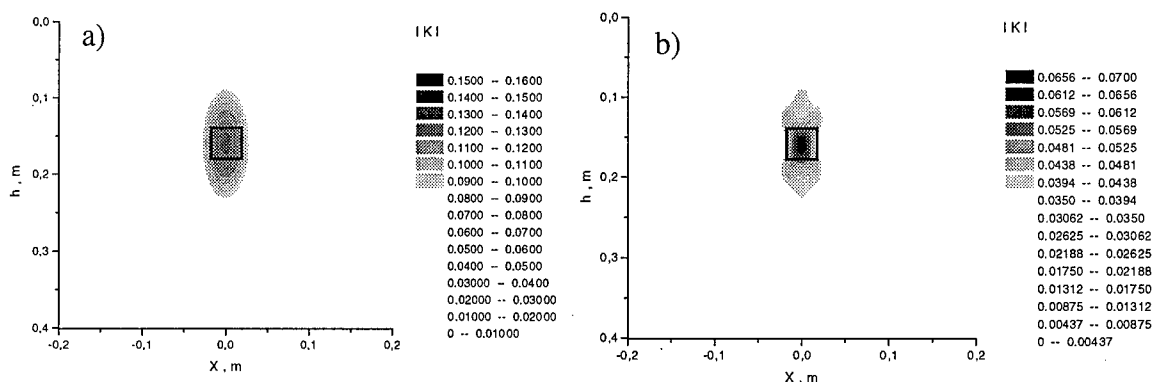 a)
|K|
0.1500 -- 0.1600
0.1400 -- 0.1500
0.1300 -- 0.1400
0.1200 -- 0.1300
0.1100 -- 0.1200
0.1000 -- 0.1100
0.0900 -- 0.1000
0.0800 -- 0.0900
0.0700 -- 0.0800
0.0600 -- 0.0700
0.0500 -- 0.0600
0.0400 -- 0.0500
0.03000 -- 0.0400
0.02000 -- 0.03000
0.01000 -- 0.02000
0 -- 0.01000
0,0
0,1
0,2
0,3
0,4
h, m
-0,2
-0,1
0,0
0,1
0,2
X, m
b)
|K|
0.0656 -- 0.0700
0.0612 -- 0.0656
0.0569 -- 0.0612
0.0525 -- 0.0569
0.0481 -- 0.0525
0.0438 -- 0.0481
0.0394 -- 0.0438
0.0350 -- 0.0394
0.03062 -- 0.0350
0.02625 -- 0.03062
0.02188 -- 0.02625
0.01750 -- 0.02188
0.01312 -- 0.01750
0.00875 -- 0.01312
0.00437 -- 0.00875
0 -- 0.00437
0,0
0,1
0,2
0,3
0,4
h, m
-0,2
-0,1
0,0
0,1
0,2
X, m